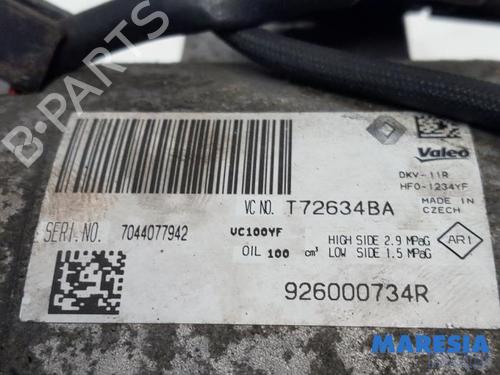 Valeo
DKV-11R
HFO-1234YF
MADE IN
CZECH
VC NO. T72634BA
SERI.NO. 7044077942
VC100YF
OIL 100 cm³
HIGH SIDE 2.9 MPaG
LOW SIDE 1.5 MPaG
AR1
926000734R
MARESIA